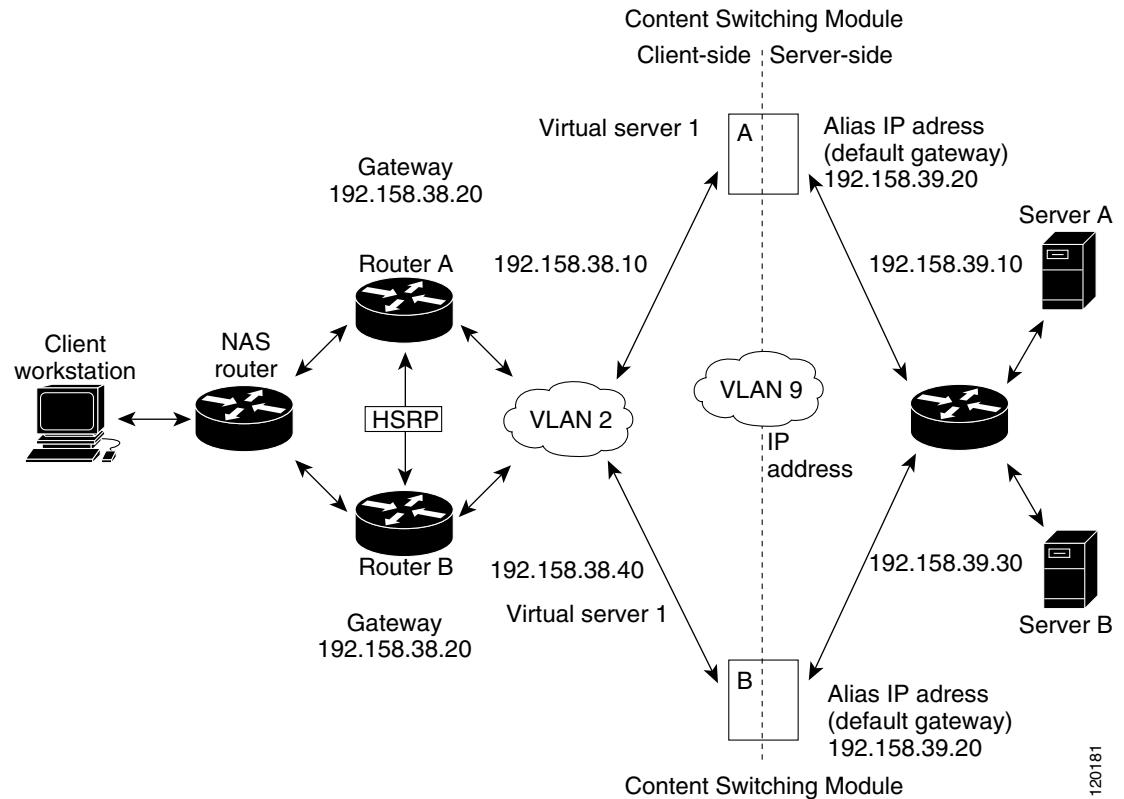 Content Switching Module
Client-side
Server-side
Virtual server 1
A
Alias IP adress
(default gateway)
192.158.39.20
Gateway
192.158.38.20
Server A
Router A
192.158.38.10
192.158.39.10
Client
workstation
NAS
router
HSRP
VLAN 2
VLAN 9
IP
address
Router B
192.158.38.40
192.158.39.30
Virtual server 1
Gateway
192.158.38.20
Server B
B
Alias IP adress
(default gateway)
192.158.39.20
Content Switching Module
120181